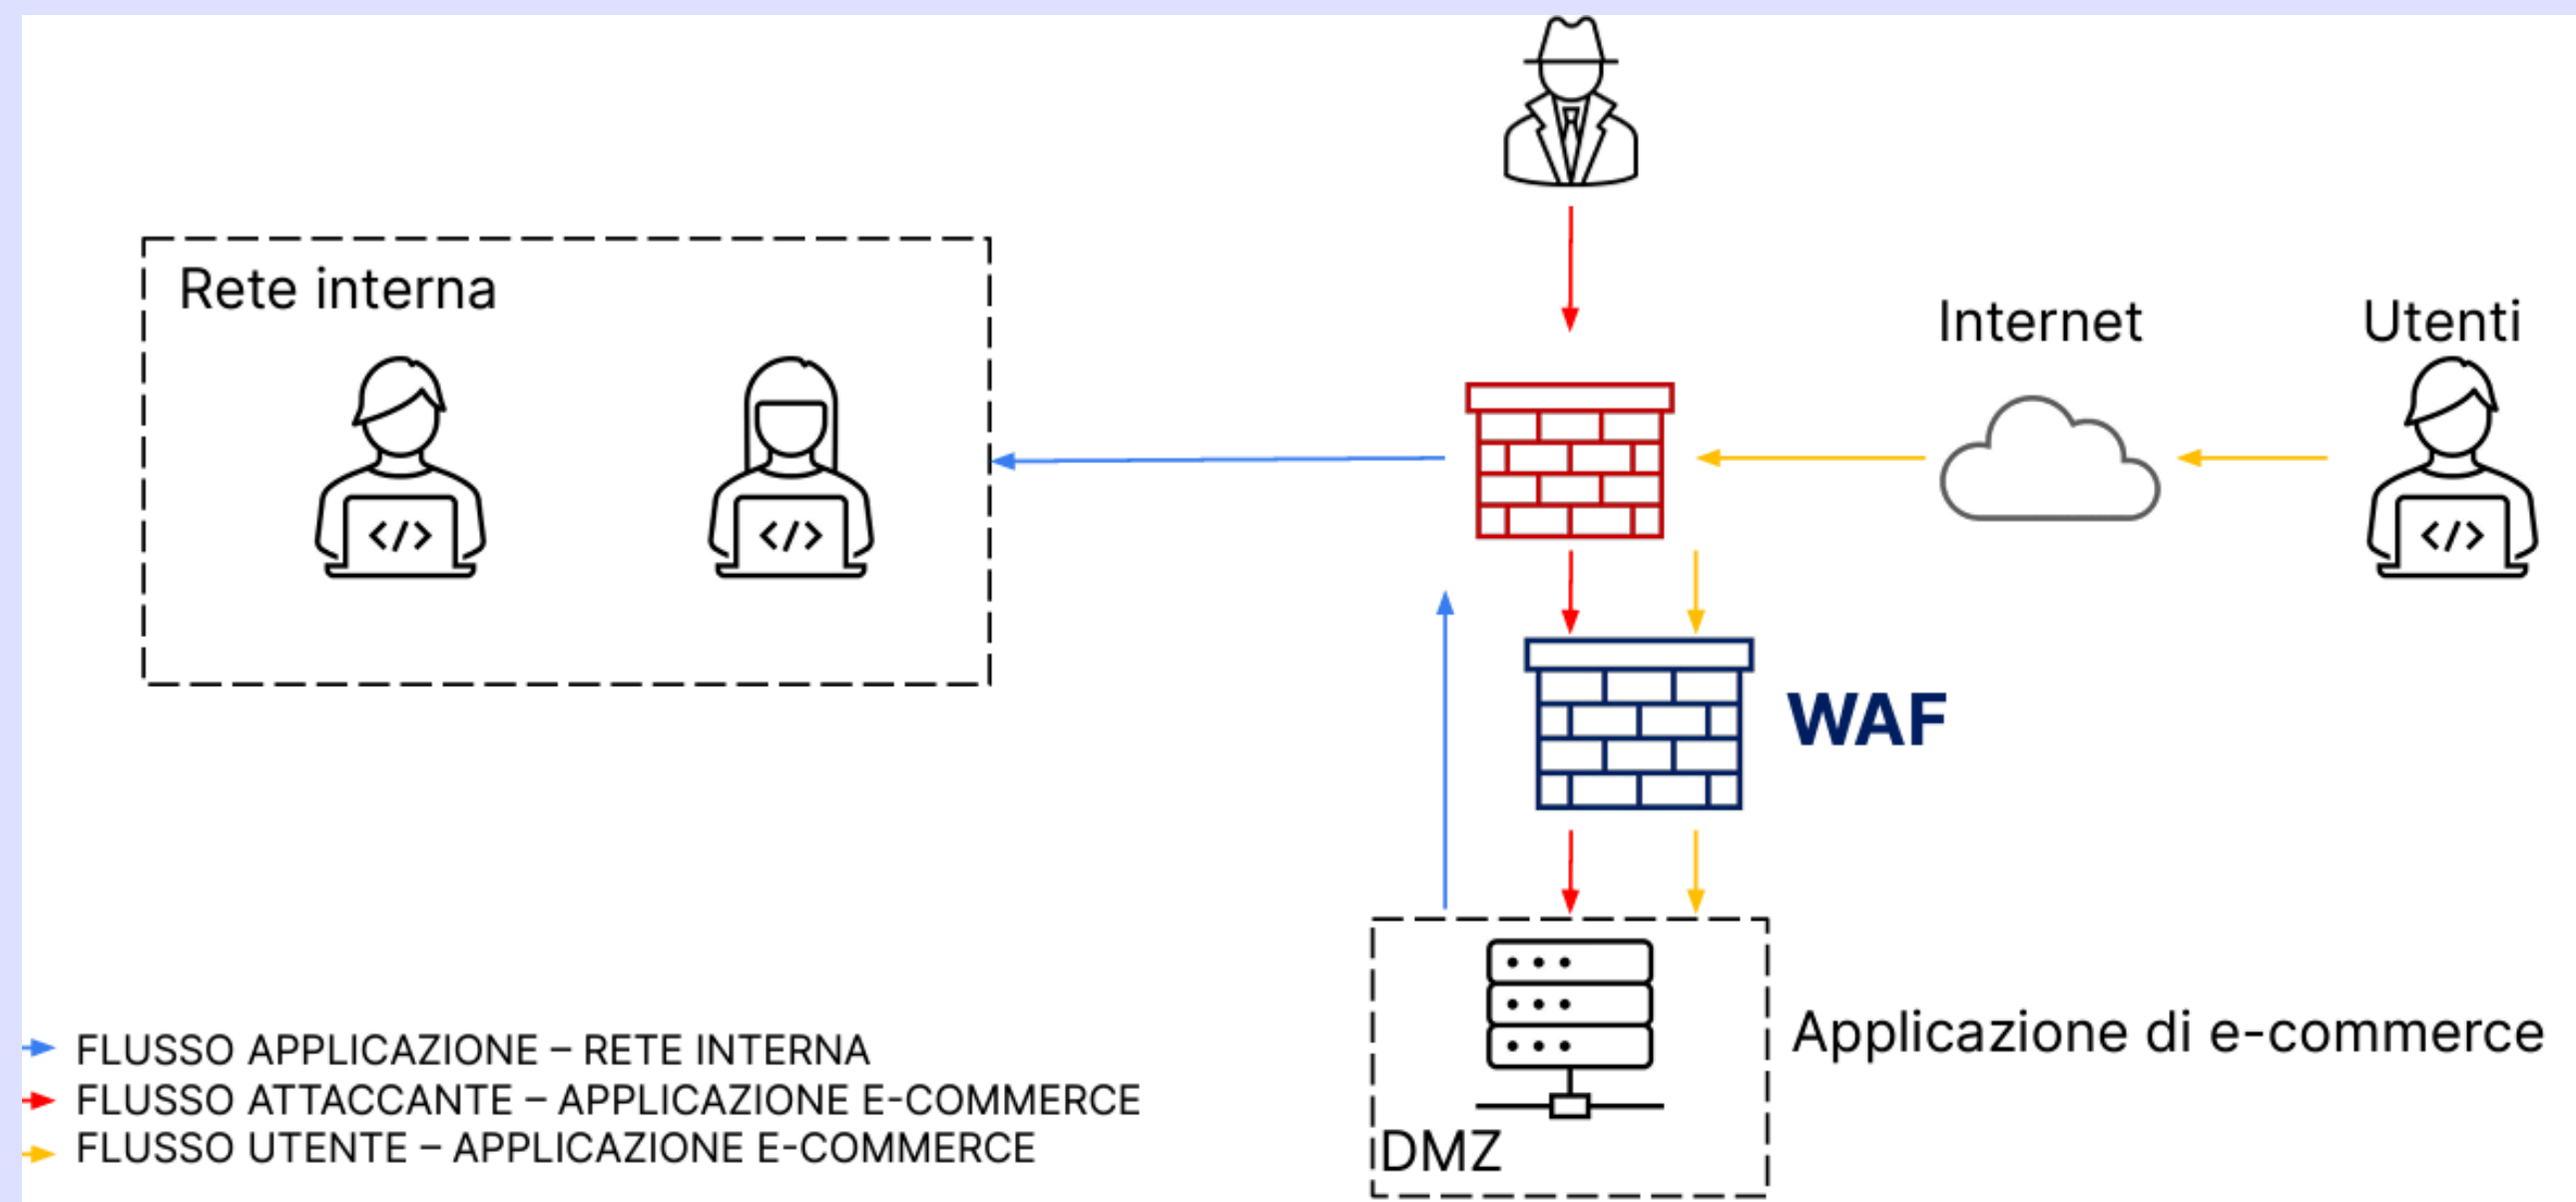 Rete interna
</>
</>
Internet
Utenti
</>
WAF
Applicazione di e-commerce
DMZ
FLUSSO APPLICAZIONE – RETE INTERNA
FLUSSO ATTACCANTE – APPLICAZIONE E-COMMERCE
FLUSSO UTENTE – APPLICAZIONE E-COMMERCE